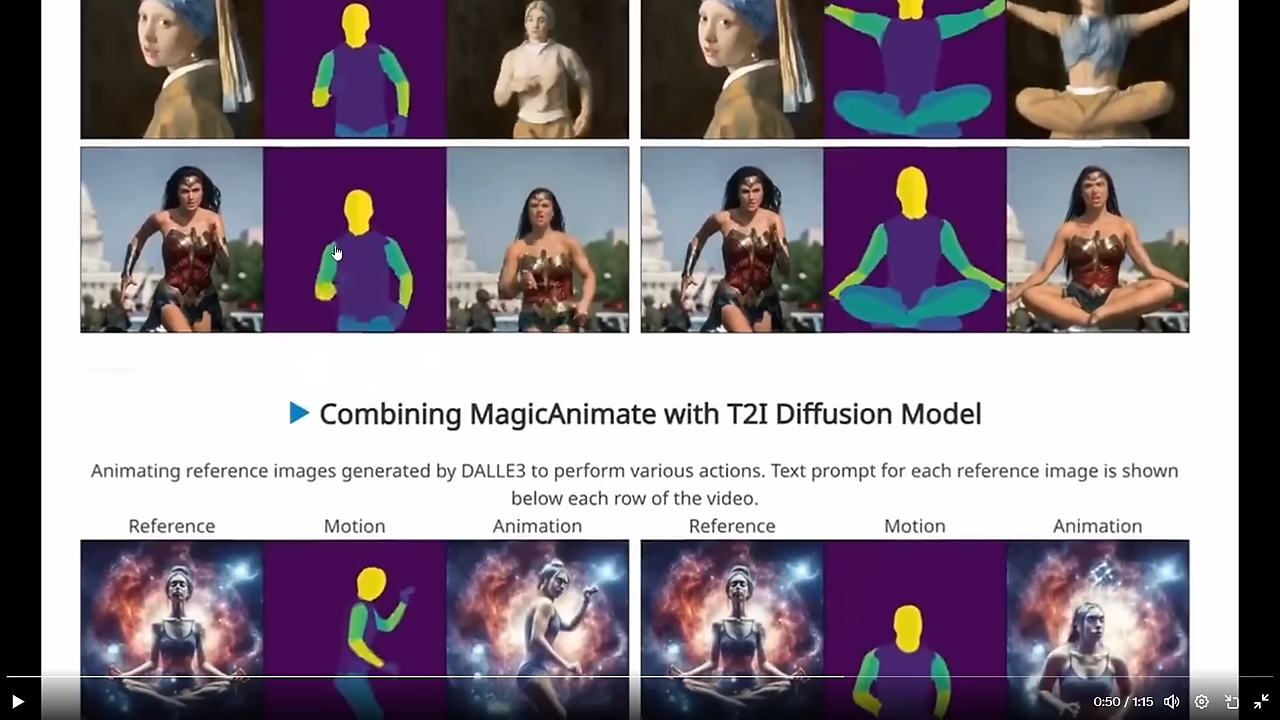 Combining MagicAnimate with T2I Diffusion Model
Animating reference images generated by DALLE3 to perform various actions. Text prompt for each reference image is shown
below each row of the video.
Reference Motion Animation Reference Motion Animation
0:50 / 1:15